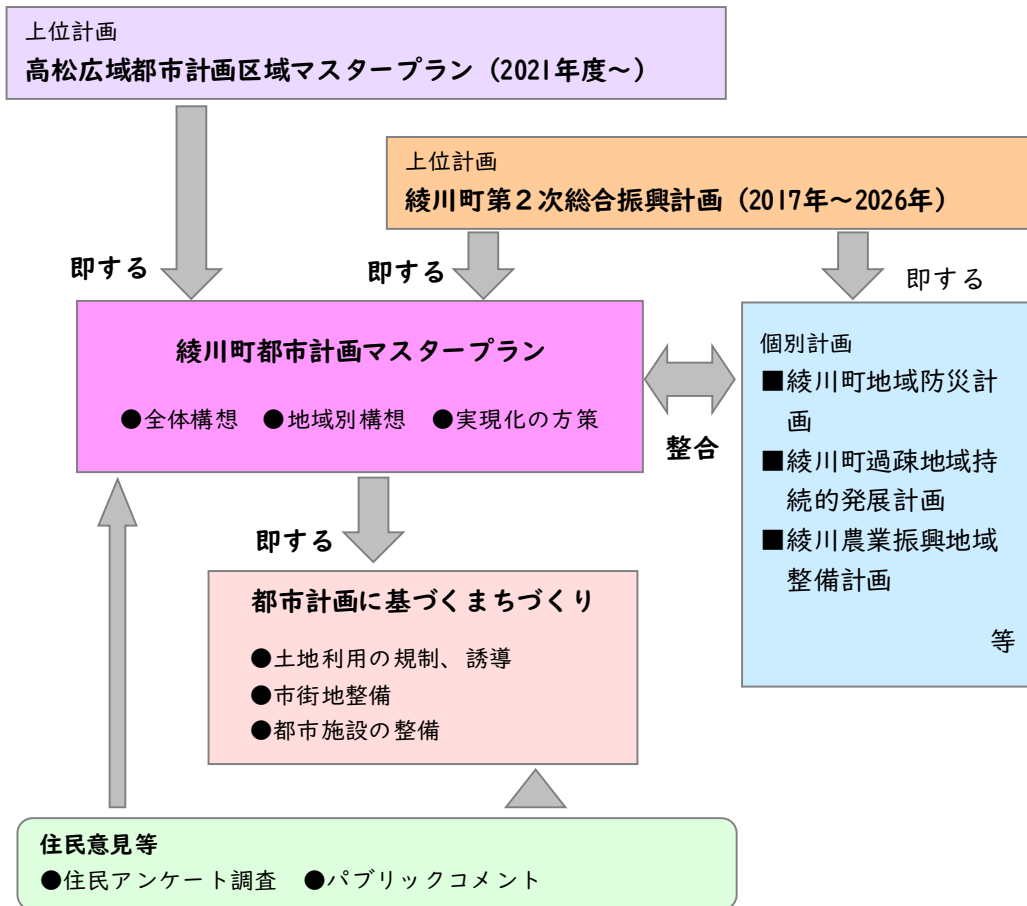 上位計画
高松広域都市計画区域マスタープラン（2021年度～）
上位計画
綾川町第２次総合振興計画（2017年～2026年）
即する
即する
即する
綾川町都市計画マスタープラン
●全体構想　●地域別構想　●実現化の方策
整合
個別計画
■綾川町地域防災計
画
■綾川町過疎地域持
続的発展計画
■綾川農業振興地域
整備計画
等
即する
都市計画に基づくまちづくり
●土地利用の規制、誘導
●市街地整備
●都市施設の整備
住民意見等
●住民アンケート調査　●パブリックコメント